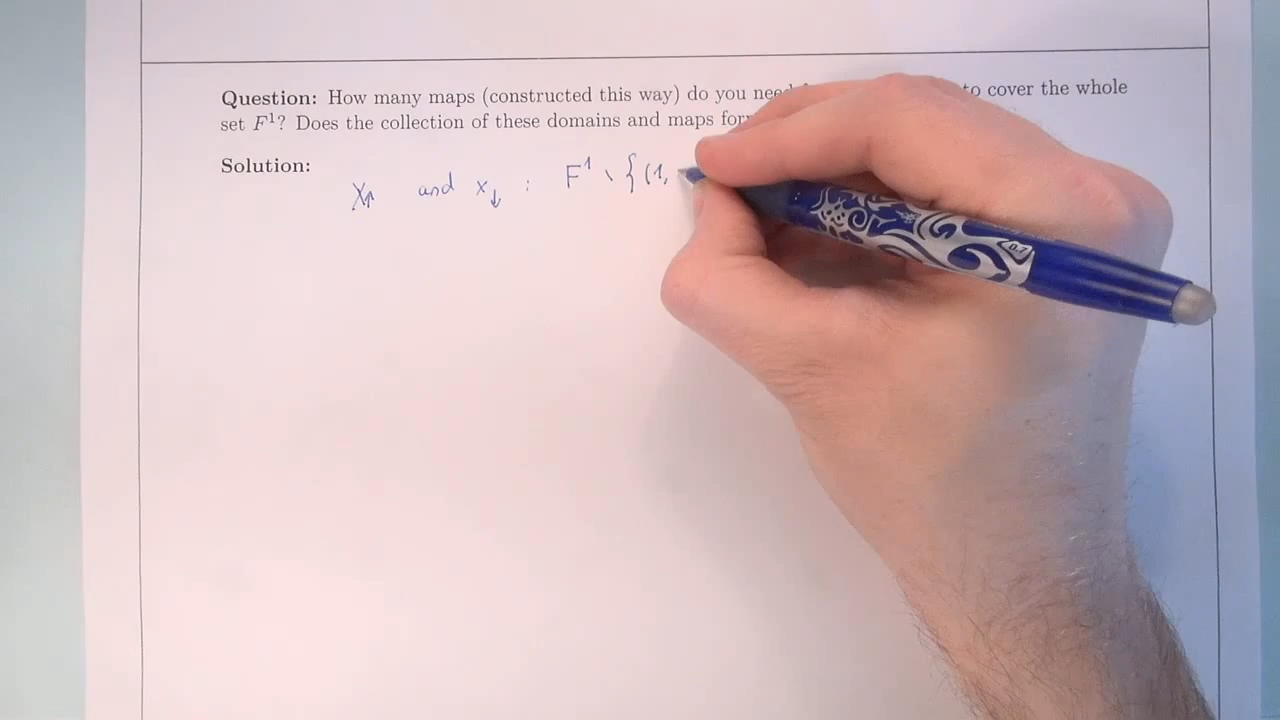 Question: How many maps (constructed this way) do you need to cover the whole
set F¹? Does the collection of these domains and maps
Solution:
x↑ and x↓ : F¹ \ {(1,